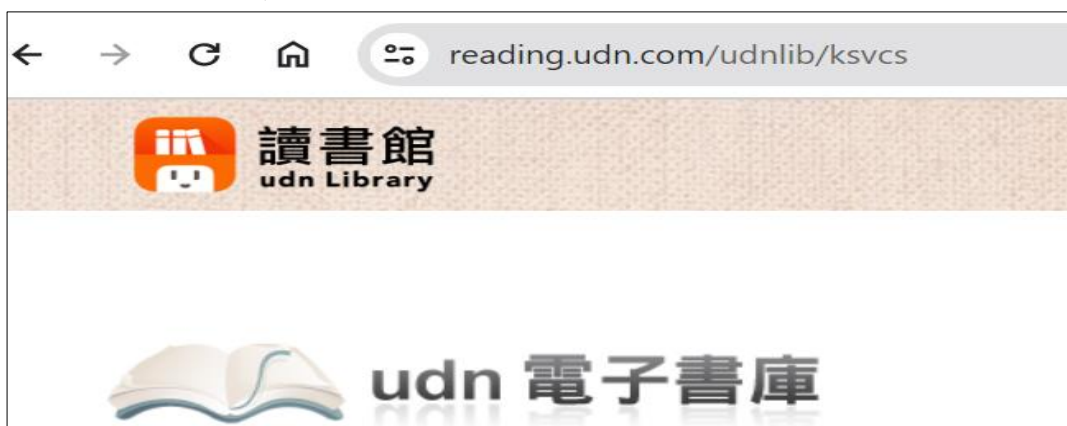 reading.udn.com/udnlib/ksvcs
讀書館
udn Library
udn 電子書庫